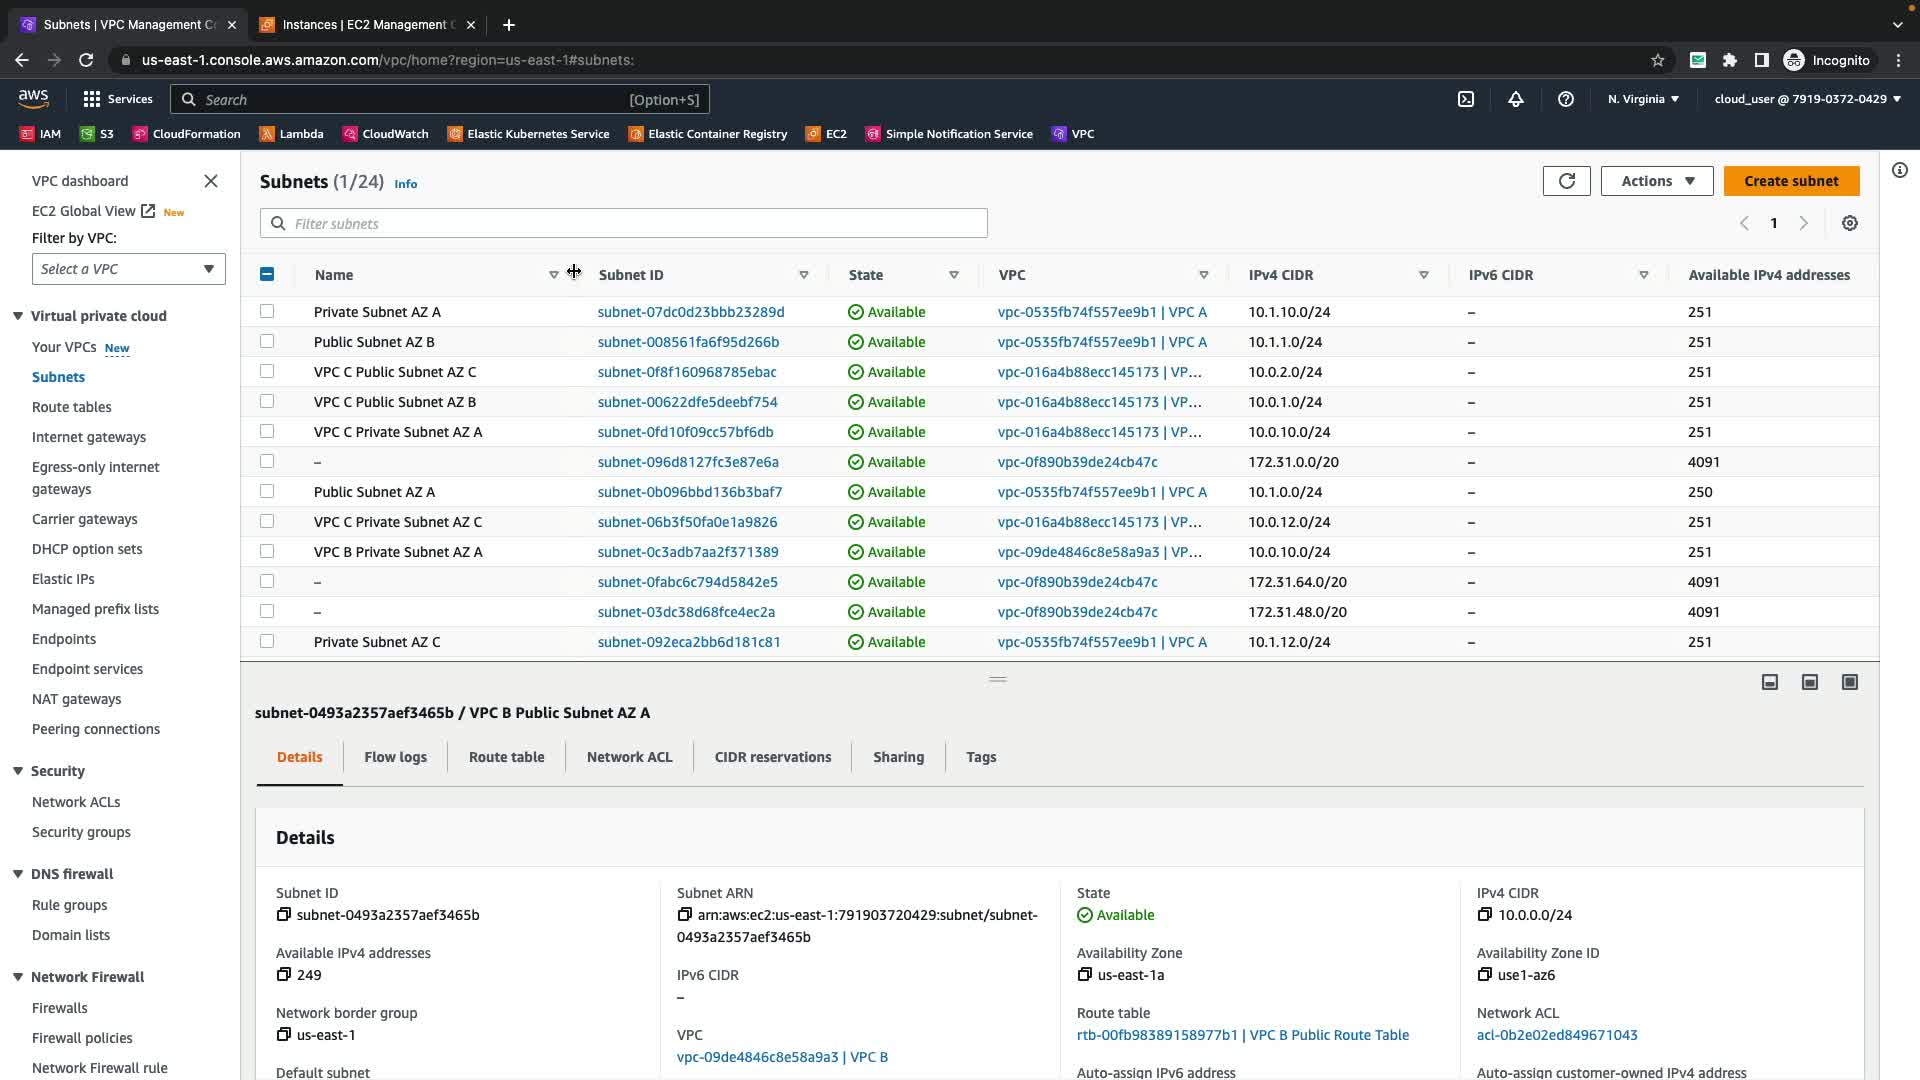 Subnets | VPC Management Co
Instances | EC2 Management C
us-east-1.console.aws.amazon.com/vpc/home?region=us-east-1#subnets:
Incognito
aws
Services
Search
[Option+S]
N. Virginia
cloud_user @ 7919-0372-0429
IAM
S3
CloudFormation
Lambda
CloudWatch
Elastic Kubernetes Service
Elastic Container Registry
EC2
Simple Notification Service
VPC
VPC dashboard
EC2 Global View New
Filter by VPC:
Select a VPC
Virtual private cloud
Your VPCs New
Subnets
Route tables
Internet gateways
Egress-only internet
gateways
Carrier gateways
DHCP option sets
Elastic IPs
Managed prefix lists
Endpoints
Endpoint services
NAT gateways
Peering connections
Security
Network ACLs
Security groups
DNS firewall
Rule groups
Domain lists
Network Firewall
Firewalls
Firewall policies
Network Firewall rule
Subnets (1/24) Info
Actions
Create subnet
Filter subnets
1
Name Subnet ID State VPC IPv4 CIDR IPv6 CIDR Available IPv4 addresses
Private Subnet AZ A subnet-07dc0d23bbb23289d Available vpc-0535fb74f557ee9b1 | VPC A 10.1.10.0/24 – 251
Public Subnet AZ B subnet-008561fa6f95d266b Available vpc-0535fb74f557ee9b1 | VPC A 10.1.1.0/24 – 251
VPC C Public Subnet AZ C subnet-0f8f160968785ebac Available vpc-016a4b88ecc145173 | VP... 10.0.2.0/24 – 251
VPC C Public Subnet AZ B subnet-00622dfe5deebf754 Available vpc-016a4b88ecc145173 | VP... 10.0.1.0/24 – 251
VPC C Private Subnet AZ A subnet-0fd10f09cc57bf6db Available vpc-016a4b88ecc145173 | VP... 10.0.10.0/24 – 251
– subnet-096d8127fc3e87e6a Available vpc-0f890b39de24cb47c 172.31.0.0/20 – 4091
Public Subnet AZ A subnet-0b096bbd136b3baf7 Available vpc-0535fb74f557ee9b1 | VPC A 10.1.0.0/24 – 250
VPC C Private Subnet AZ C subnet-06b3f50fa0e1a9826 Available vpc-016a4b88ecc145173 | VP... 10.0.12.0/24 – 251
VPC B Private Subnet AZ A subnet-0c3adb7aa2f371389 Available vpc-09de4846c8e58a9a3 | VP... 10.0.10.0/24 – 251
– subnet-0fabc6c794d5842e5 Available vpc-0f890b39de24cb47c 172.31.64.0/20 – 4091
– subnet-03dc38d68fce4ec2a Available vpc-0f890b39de24cb47c 172.31.48.0/20 – 4091
Private Subnet AZ C subnet-092eca2bb6d181c81 Available vpc-0535fb74f557ee9b1 | VPC A 10.1.12.0/24 – 251
subnet-0493a2357aef3465b / VPC B Public Subnet AZ A
Details Flow logs Route table Network ACL CIDR reservations Sharing Tags
Details
Subnet ID
subnet-0493a2357aef3465b
Available IPv4 addresses
249
Network border group
us-east-1
Default subnet
Subnet ARN
arn:aws:ec2:us-east-1:791903720429:subnet/subnet-
0493a2357aef3465b
IPv6 CIDR
–
VPC
vpc-09de4846c8e58a9a3 | VPC B
State
Available
Availability Zone
us-east-1a
Route table
rtb-00fb98389158977b1 | VPC B Public Route Table
Auto-assign IPv6 address
IPv4 CIDR
10.0.0.0/24
Availability Zone ID
use1-az6
Network ACL
acl-0b2e02ed849671043
Auto-assign customer-owned IPv4 address